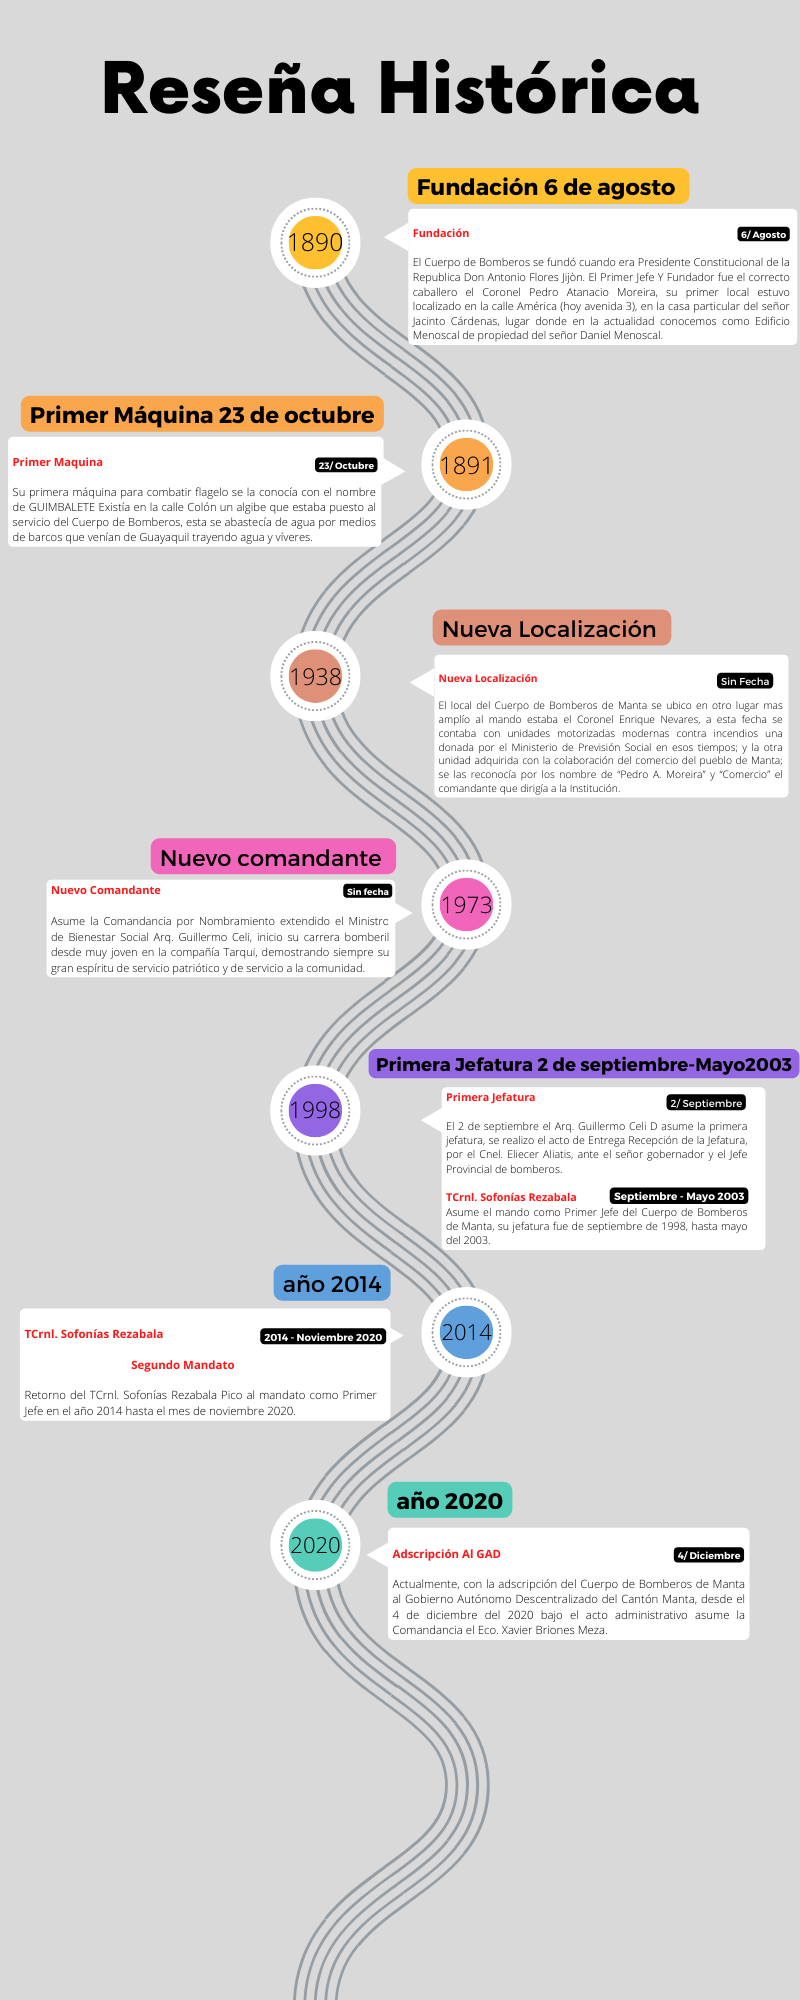 Reseña Histórica
Fundación 6 de agosto
1890
Fundación
6/ Agosto
El Cuerpo de Bomberos se fundó cuando era Presidente Constitucional de la
Republica Don Antonio Flores Jijòn. El Primer Jefe Y Fundador fue el correcto
caballero el Coronel Pedro Atanacio Moreira, su primer local estuvo
localizado en la calle América (hoy avenida 3), en la casa particular del señor
Jacinto Cárdenas, lugar donde en la actualidad conocemos como Edificio
Menoscal de propiedad del señor Daniel Menoscal.
Primer Máquina 23 de octubre
1891
Primer Maquina
23/ Octubre
Su primera máquina para combatir flagelo se la conocía con el nombre
de GUIMBALETE Existía en la calle Colón un algibe que estaba puesto al
servicio del Cuerpo de Bomberos, esta se abastecía de agua por medios
de barcos que venían de Guayaquil trayendo agua y víveres.
Nueva Localización
1938
Nueva Localización
Sin Fecha
El local del Cuerpo de Bomberos de Manta se ubico en otro lugar mas
amplío al mando estaba el Coronel Enrique Nevares, a esta fecha se
contaba con unidades motorizadas modernas contra incendios una
donada por el Ministerio de Previsión Social en esos tiempos; y la otra
unidad adquirida con la colaboración del comercio del pueblo de Manta;
se las reconocía por los nombre de “Pedro A. Moreira” y “Comercio” el
comandante que dirigía a la Institución.
Nuevo comandante
1973
Nuevo Comandante
Sin fecha
Asume la Comandancia por Nombramiento extendido el Ministro
de Bienestar Social Arq. Guillermo Celi, inicio su carrera bomberil
desde muy joven en la compañía Tarqui, demostrando siempre su
gran espíritu de servicio patriótico y de servicio a la comunidad.
Primera Jefatura 2 de septiembre-Mayo2003
1998
Primera Jefatura
2/ Septiembre
El 2 de septiembre el Arq. Guillermo Celi D asume la primera
jefatura, se realizo el acto de Entrega Recepción de la Jefatura,
por el Cnel. Eliecer Aliatis, ante el señor gobernador y el Jefe
Provincial de bomberos.
TCrnl. Sofonías Rezabala
Septiembre - Mayo 2003
Asume el mando como Primer Jefe del Cuerpo de Bomberos
de Manta, su jefatura fue de septiembre de 1998, hasta mayo
del 2003.
año 2014
2014
TCrnl. Sofonías Rezabala
2014 - Noviembre 2020
Segundo Mandato
Retorno del TCrnl. Sofonías Rezabala Pico al mandato como Primer
Jefe en el año 2014 hasta el mes de noviembre 2020.
año 2020
2020
Adscripción Al GAD
4/ Diciembre
Actualmente, con la adscripción del Cuerpo de Bomberos de Manta
al Gobierno Autónomo Descentralizado del Cantón Manta, desde el
4 de diciembre del 2020 bajo el acto administrativo asume la
Comandancia el Eco. Xavier Briones Meza.